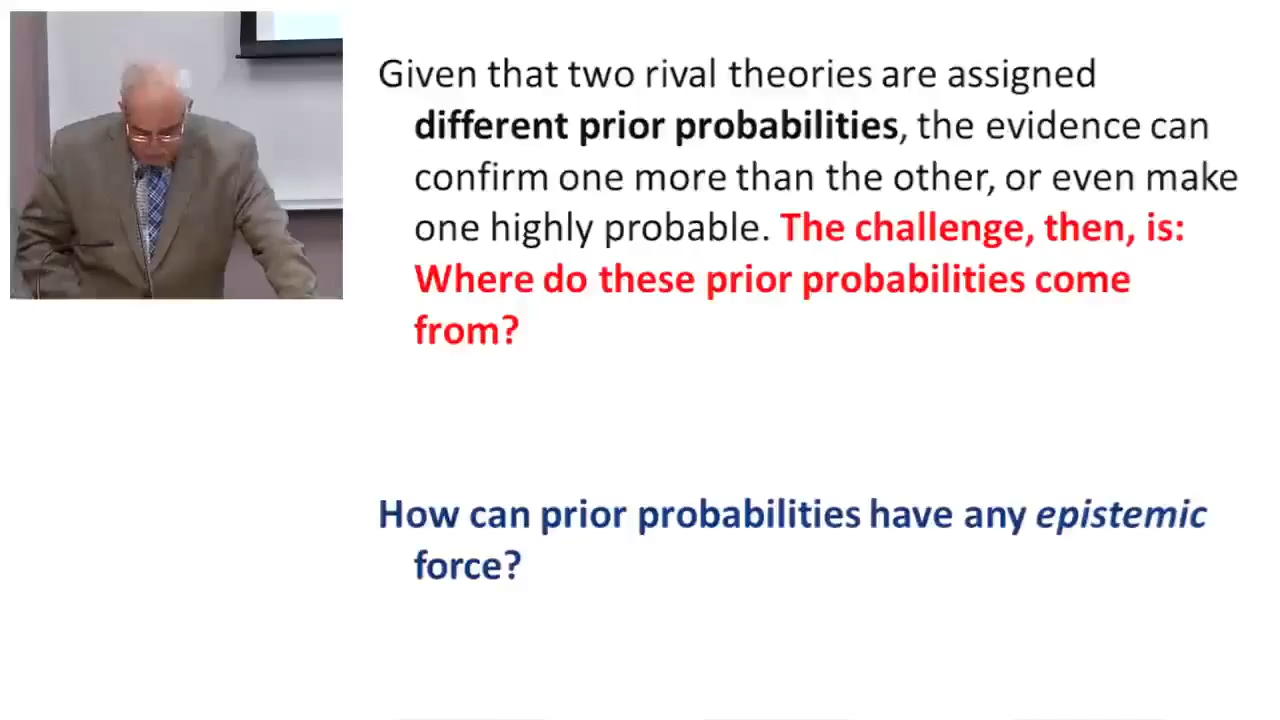 Given that two rival theories are assigned
different prior probabilities, the evidence can
confirm one more than the other, or even make
one highly probable. The challenge, then, is:
Where do these prior probabilities come
from?
How can prior probabilities have any epistemic
force?